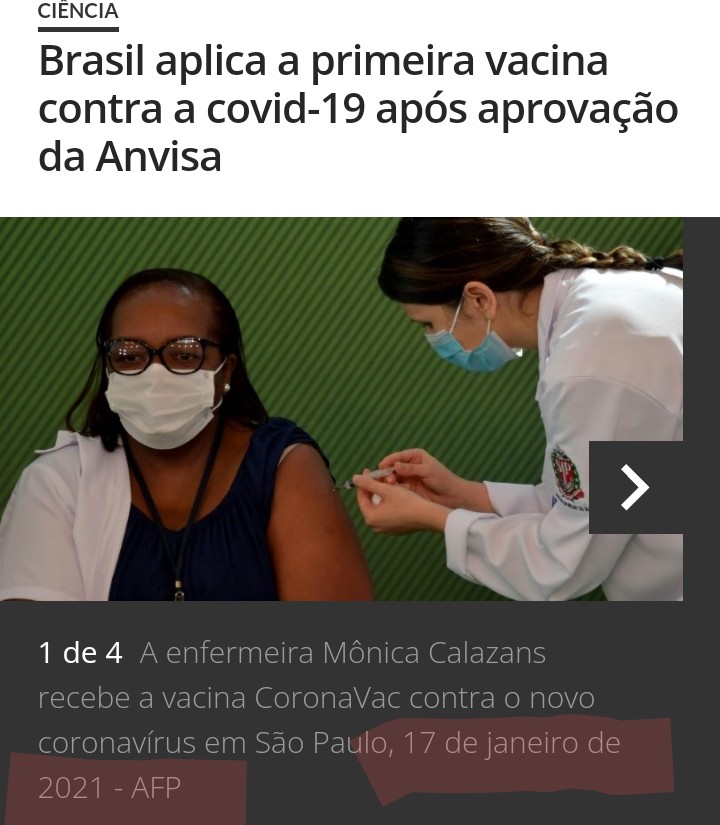 CIÊNCIA
Brasil aplica a primeira vacina
contra a covid-19 após aprovação
da Anvisa
1 de 4 A enfermeira Mônica Calazans
recebe a vacina CoronaVac contra o novo
coronavírus em São Paulo, 17 de janeiro de
2021 - AFP